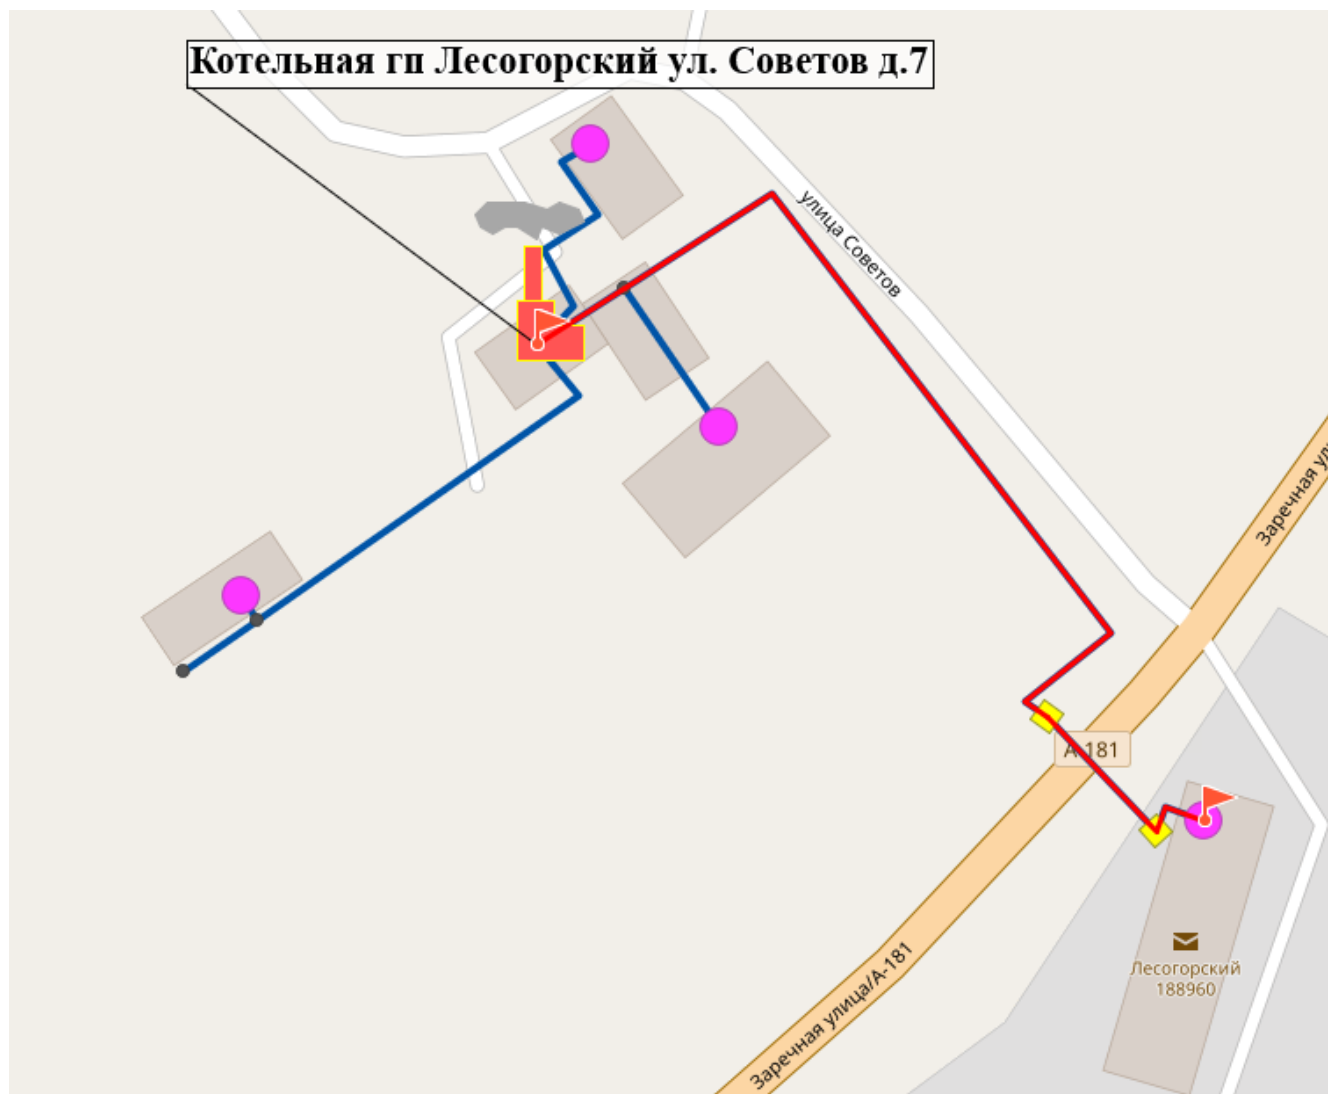 Котельная гп Лесогорский ул. Советов д.7
улица Советов
Заречная ул
А-181
Лесогорский
188960
Заречная улица/А-181